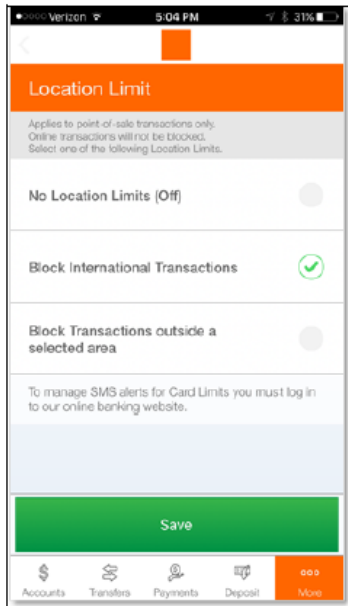 Verizon 5:04 PM 31%
Location Limit
Applies to point-of-sale transactions only.
Online transactions will not be blocked.
Select one of the following Location Limits.
No Location Limits (Off)
Block International Transactions
Block Transactions outside a
selected area
To manage SMS alerts for Card Limits you must log in
to our online banking website.
Save
Accounts Transfers Payments Deposit More